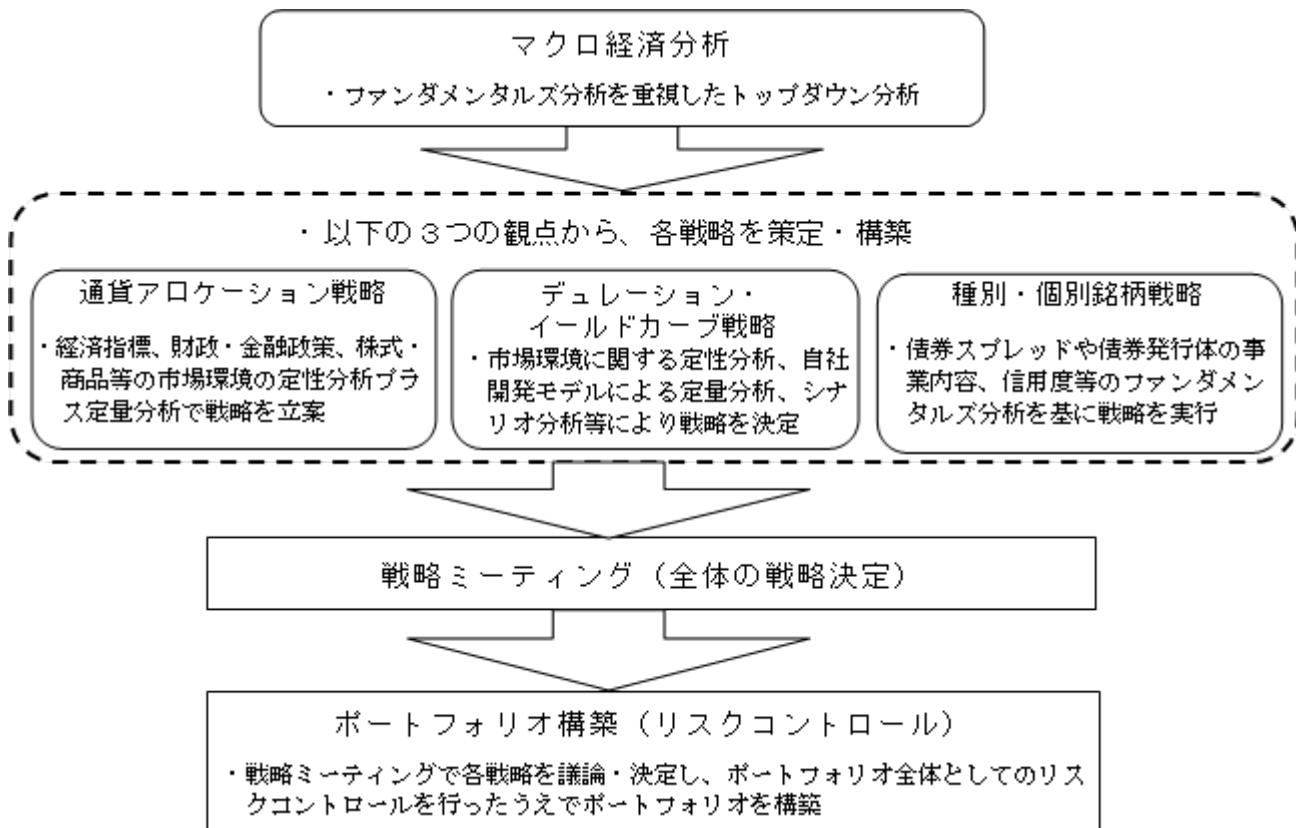 マクロ経済分析
・ファンダメンタルズ分析を重視したトップダウン分析
・以下の３つの観点から、各戦略を策定・構築
通貨アロケーション戦略
・経済指標、財政・金融政策、株式・
商品等の市場環境の定性分析プラ
ス定量分析で戦略を立案
デュレーション・
イールドカーブ戦略
・市場環境に関する定性分析、自社
開発モデルによる定量分析、シナ
リオ分析等により戦略を決定
種別・個別銘柄戦略
・債券スプレッドや債券発行体の事
業内容、信用度等のファンダメン
タルズ分析を基に戦略を実行
戦略ミーティング（全体の戦略決定）
ポートフォリオ構築（リスクコントロール）
・戦略ミーティングで各戦略を議論・決定し、ポートフォリオ全体としてのリス
クコントロールを行ったうえでポートフォリオを構築